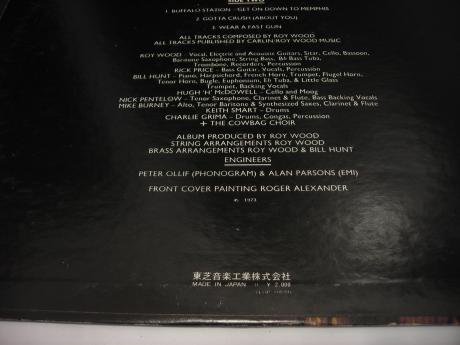 SIDE TWO
1. BUFFALO STATION - GET ON DOWN TO MEMPHIS
2. GOTTA CRUSH (ABOUT YOU)
3. WEAR A FAST GUN
ALL TRACKS COMPOSED BY ROY WOOD
ALL TRACKS PUBLISHED BY CARLIN/ROY WOOD MUSIC
ROY WOOD - Vocal, Electric and Acoustic Guitars, Sitar, Cello, Bassoon,
Baritone Saxophone, String Bass, B♭ Bass Tuba,
Trombone, Recorders, Percussion
RICK PRICE - Bass Guitar, Vocals, Percussion
BILL HUNT - Piano, Harpsichord, French Horn, Trumpet, Flugel Horn,
Tenor Horn, Bugle, Euphonium, E♭ Tuba, & Little Glass
Trumpet, Backing Vocals
HUGH 'H' McDOWELL - Cello and Moog
NICK PENTELOW - Tenor Saxophone, Clarinet & Flute, Bass Backing Vocals
MIKE BURNEY - Alto, Tenor Baritone & Synthesized Saxes, Clarinet & Flute
KEITH SMART - Drums
CHARLIE GRIMA - Drums, Congas, Percussion
+ THE COWBAG CHOIR
ALBUM PRODUCED BY ROY WOOD
STRING ARRANGEMENTS ROY WOOD
BRASS ARRANGEMENTS ROY WOOD & BILL HUNT
ENGINEERS
PETER OLLIF (PHONOGRAM) & ALAN PARSONS (EMI)
FRONT COVER PAINTING ROGER ALEXANDER
℗ 1973
東芝音楽工業株式会社
MADE IN JAPAN ¥ 2,000